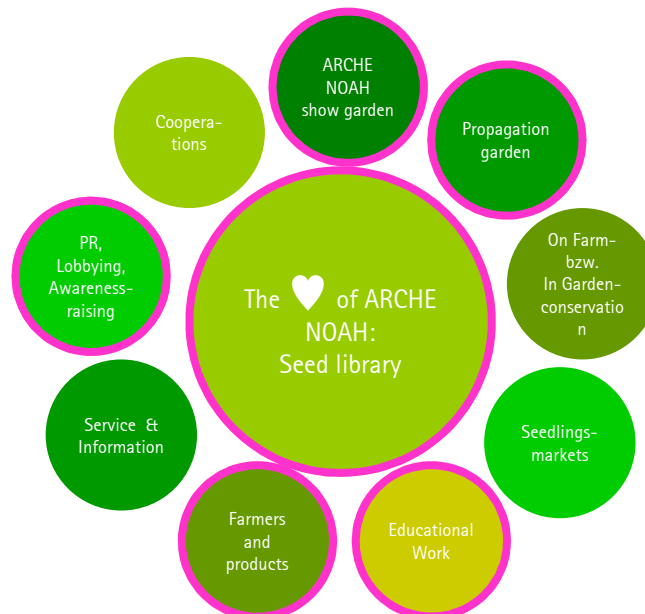 ARCHE
NOAH
show garden
Propagation
garden
On Farm-
bzw.
In Garden-
conservatio
n
Seedlings-
markets
Educational
Work
Farmers
and
products
Service & 
Information
PR,
Lobbying,
Awareness-
raising
Coopera-
tions
The ♥ of ARCHE
NOAH:
Seed library